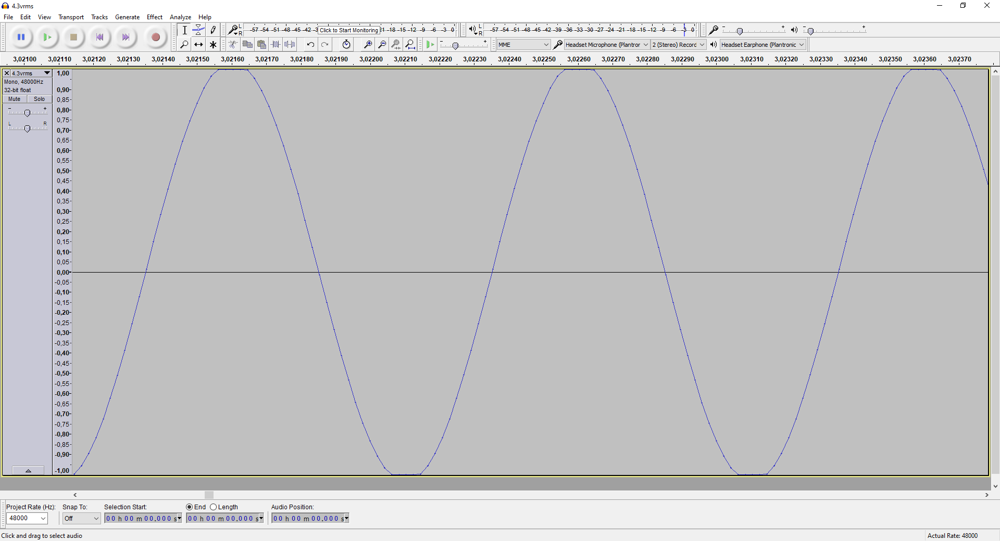 4.3vrms
File Edit View Transport Tracks Generate Effect Analyze Help
L
R
-57 -54 -51 -48 -45 -42 -3 Click to Start Monitoring 21 -18 -15 -12 -9 -6 -3 0
L
R
-57 -54 -51 -48 -45 -42 -39 -36 -33 -30 -27 -24 -21 -18 -15 -12 -9 -6 -3 0
- +
- +
- +
MME
Headset Microphone (Plantror
2 (Stereo) Record
Headset Earphone (Plantronic
3,02100 3,02110 3,02120 3,02130 3,02140 3,02150 3,02160 3,02170 3,02180 3,02190 3,02200 3,02210 3,02220 3,02230 3,02240 3,02250 3,02260 3,02270 3,02280 3,02290 3,02300 3,02310 3,02320 3,02330 3,02340 3,02350 3,02360 3,02370
4.3vrms
Mono, 48000Hz
32-bit float
Mute Solo
- +
L R
1,00
0,90
0,85
0,80
0,75
0,70
0,65
0,60
0,55
0,50
0,45
0,40
0,35
0,30
0,25
0,20
0,15
0,10
0,05
0,00
-0,05
-0,10
-0,15
-0,20
-0,25
-0,30
-0,35
-0,40
-0,45
-0,50
-0,55
-0,60
-0,65
-0,70
-0,75
-0,80
-0,85
-0,90
-1,00
Project Rate (Hz): Snap To: Selection Start: End Length Audio Position:
48000 Off 00 h 00 m 00.000 s 00 h 00 m 00.000 s 00 h 00 m 00.000 s
Click and drag to select audio
Actual Rate: 48000